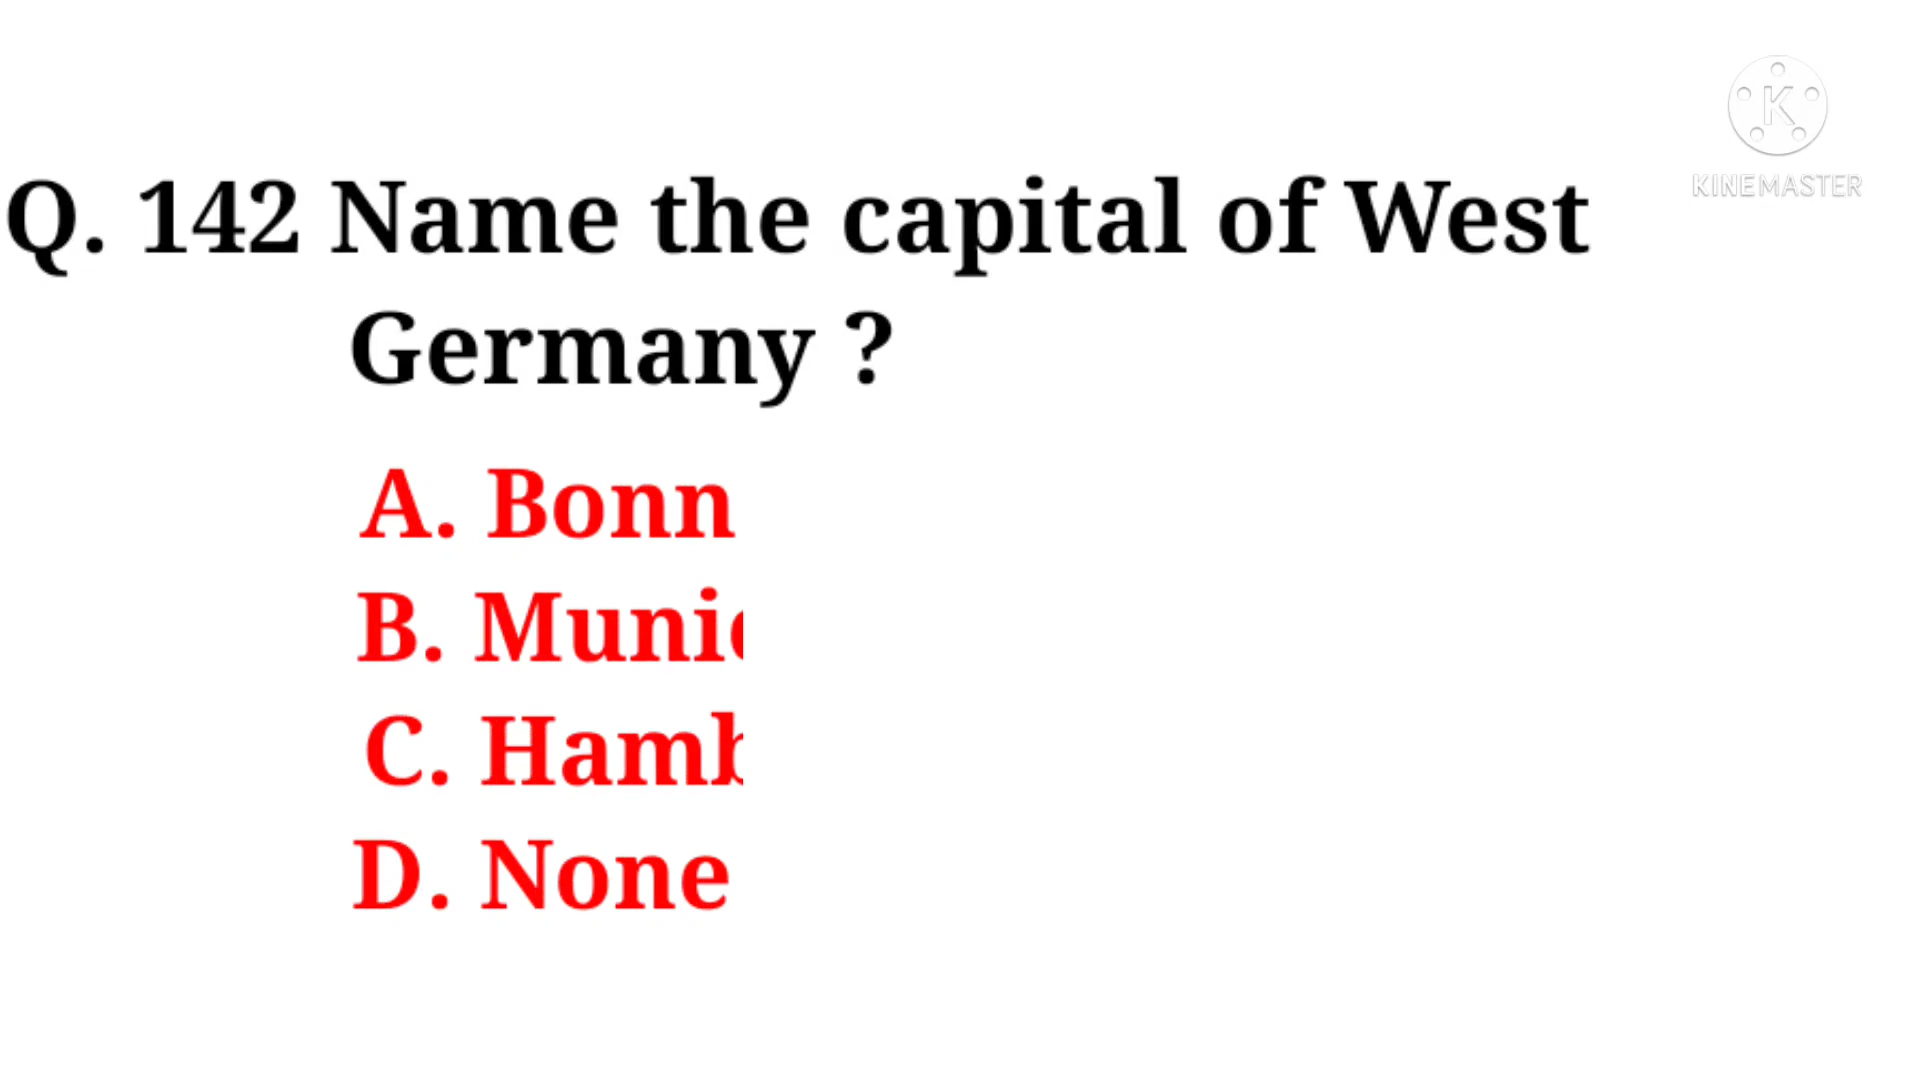 KINEMASTER
Q. 142 Name the capital of West
Germany ?
A. Bonn
B.
C.
D. None